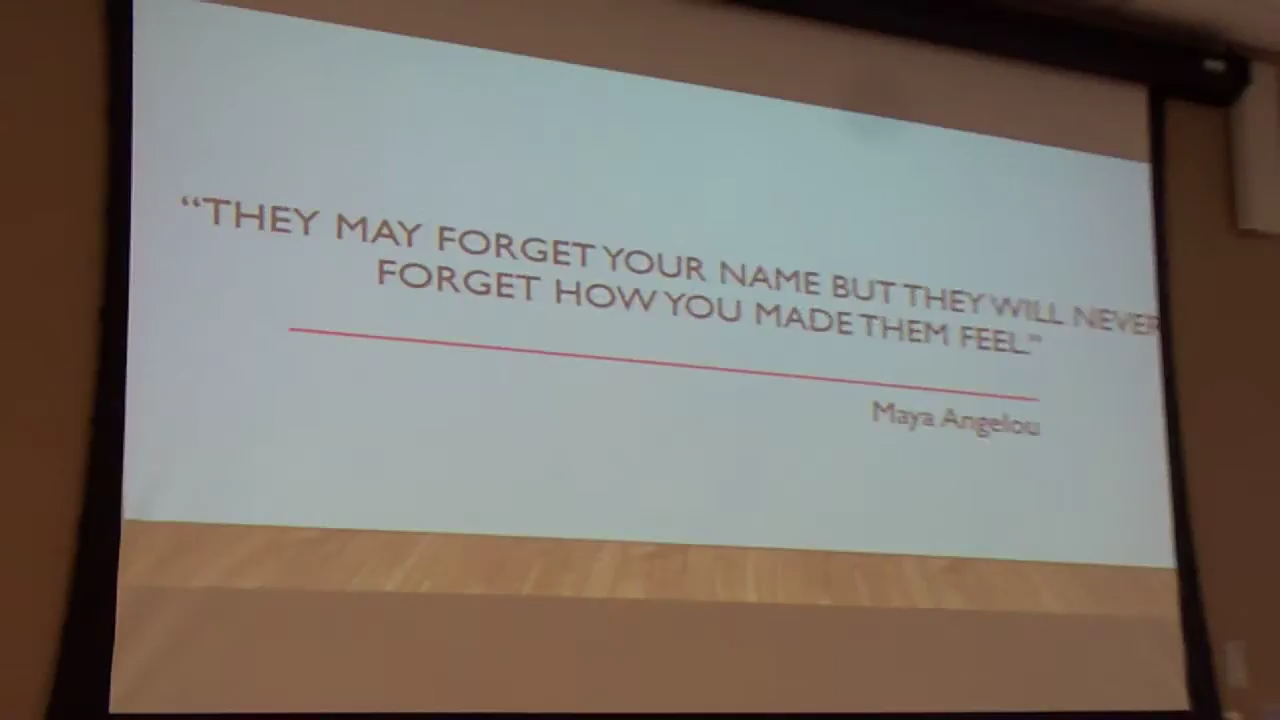 “THEY MAY FORGET YOUR NAME BUT THEY WILL NEVER
FORGET HOW YOU MADE THEM FEEL.”
Maya Angelou